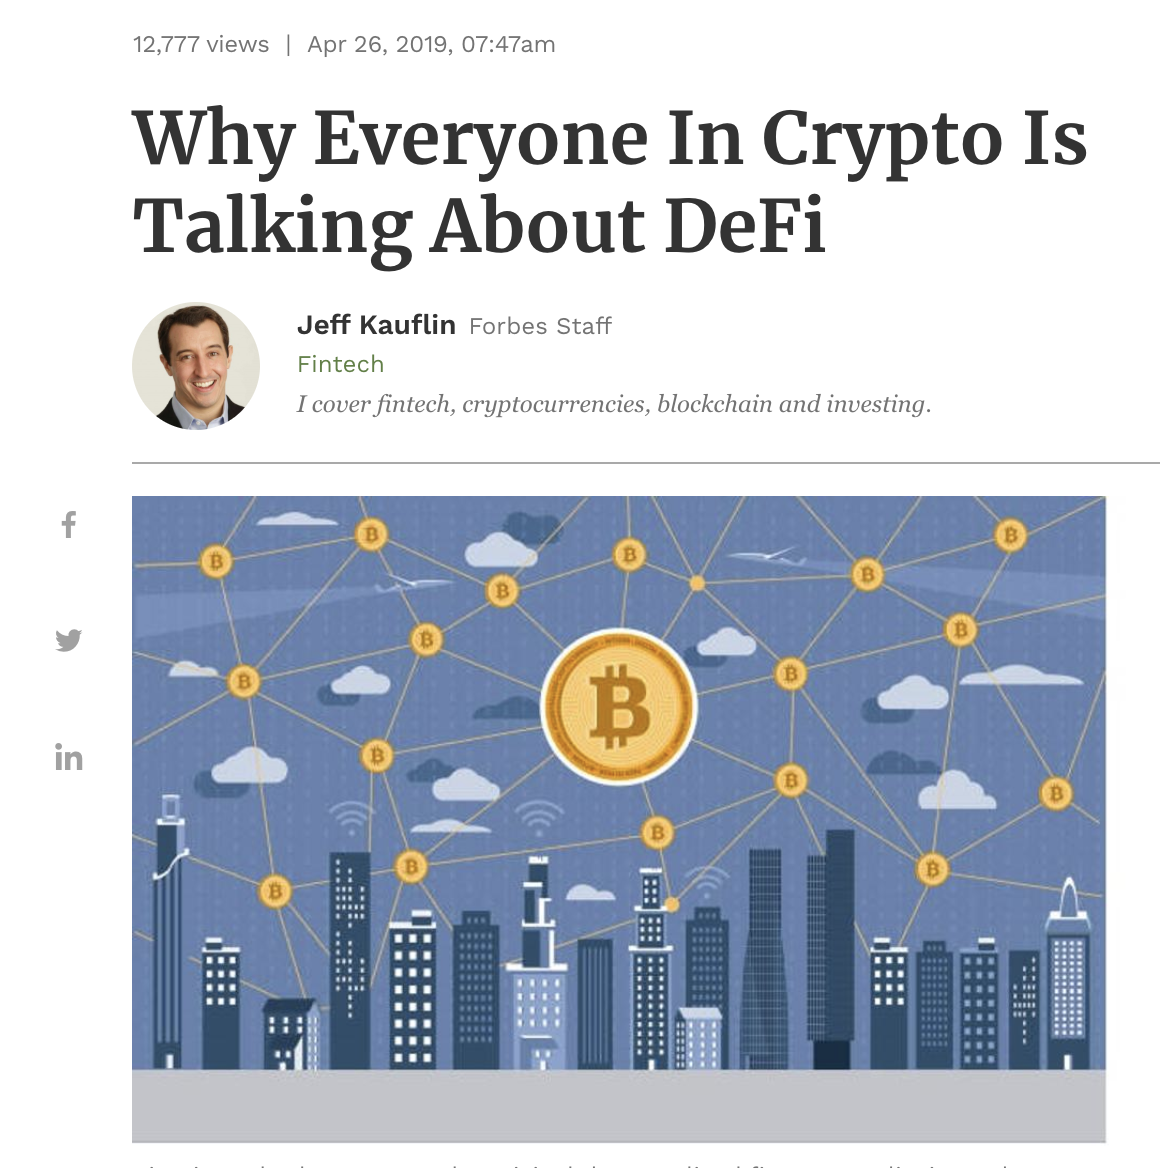 12,777 views | Apr 26, 2019, 07:47am
Why Everyone In Crypto Is
Talking About DeFi
Jeff Kauflin Forbes Staff
Fintech
I cover fintech, cryptocurrencies, blockchain and investing.